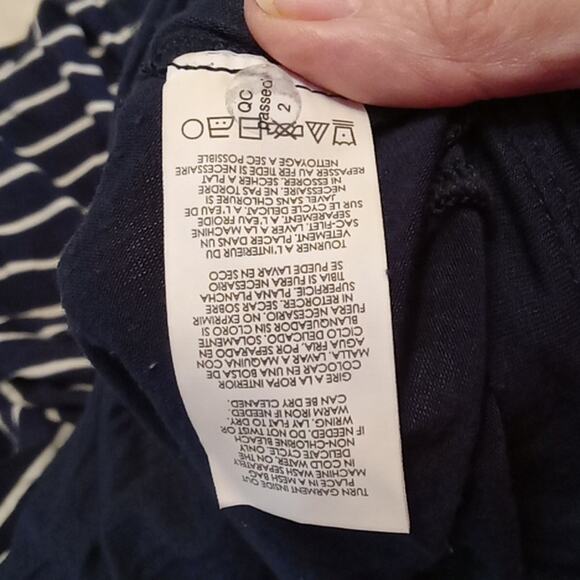 TURN GARMENT INSIDE OUT
PLACE IN A MESH BAG
MACHINE WASH SEPARATELY
IN COLD WATER, ON THE
DELICATE CYCLE. ONLY
NON-CHLORINE BLEACH
IF NEEDED. DO NOT TWIST OR
WRING. LAY FLAT TO DRY.
WARM IRON IF NEEDED.
CAN BE DRY CLEANED.
GIRE A LA ROPA INTERIOR
COLOCAR EN UNA BOLSA DE
MALLA. LAVAR A MAQUINA CON
AGUA FRIA, POR SEPARADO EN
CICLO DELICADO. SOLAMENTE
BLANQUEADOR SIN CLORO SI
FUERA NECESARIO. NO EXPRIMIR
NI RETORCER. SECAR SOBRE
SUPERFICIE. PLANA PLANCHA
TIBIA SI FUERA NECESARIO
SE PUEDE LAVAR EN SECO
TOURNER A L'INTERIEUR DU
VETEMENT. PLACER DANS UN
SAC-FILET. LAVER A LA MACHINE
SEPAREMENT. A L'EAU FROIDE
SUR LE CYCLE DELICAT. A L'EAU DE
JAVEL SANS CHLORURE SI
NECESSAIRE. NE PAS TORDRE
NI ESSORER. SECHER A PLAT
REPASSER AU FER TIEDE SI NECESSAIRE
NETTOYAGE A SEC POSSIBLE
QC
Passed
2